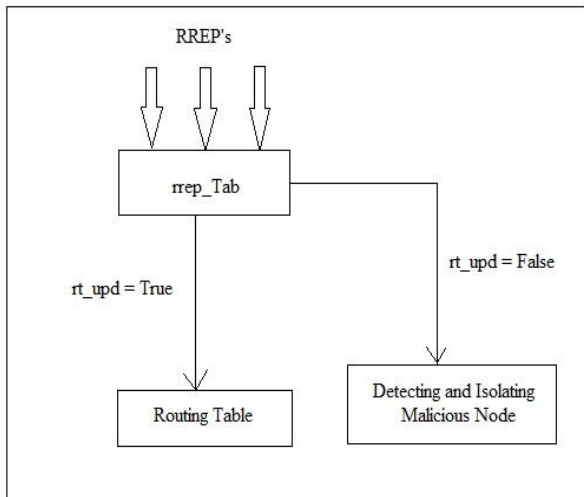 RREP's
rrep_Tab
rt_upd = True
rt_upd = False
Routing Table
Detecting and Isolating
Malicious Node